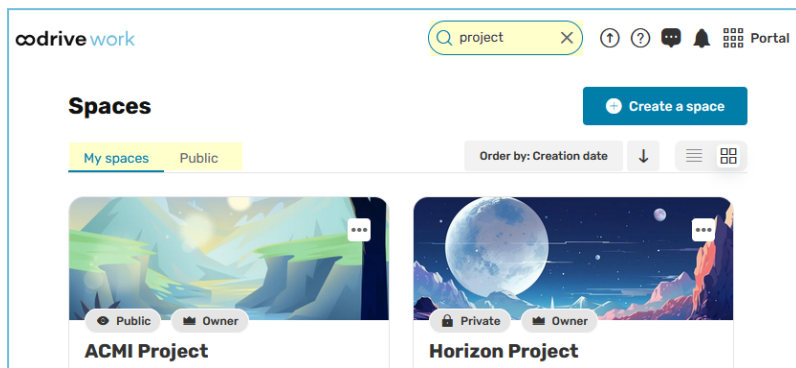 oodrive work
project
Portal
Spaces
Create a space
My spaces
Public
Order by: Creation date
Public
Owner
ACMI Project
Private
Owner
Horizon Project